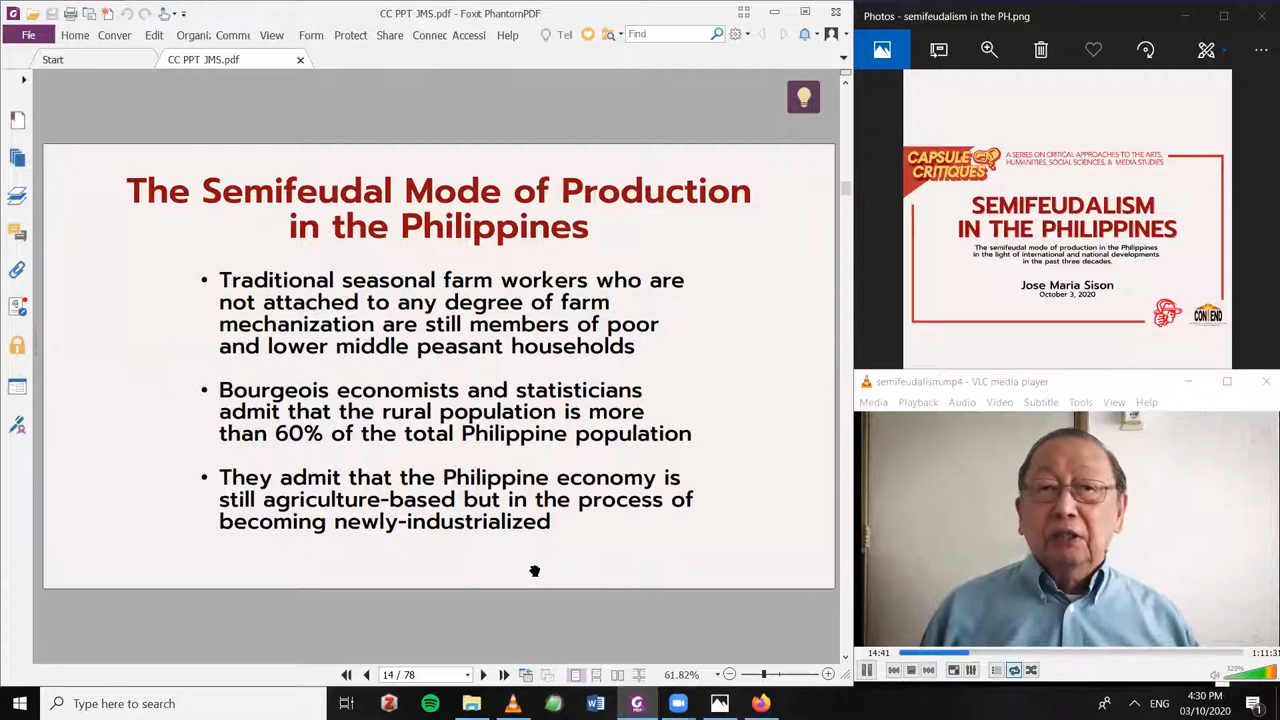 CC PPT JMS.pdf - Foxit PhantomPDF
File Home Conver Edit Organi: Comme View Form Protect Share Connec Accessi Help Tel Find
Start CC PPT JMS.pdf
The Semifeudal Mode of Production
in the Philippines
• Traditional seasonal farm workers who are
not attached to any degree of farm
mechanization are still members of poor
and lower middle peasant households
• Bourgeois economists and statisticians
admit that the rural population is more
than 60% of the total Philippine population
• They admit that the Philippine economy is
still agriculture-based but in the process of
becoming newly-industrialized
14 / 78 61.82%
Photos - semifeudalism in the PH.png
CAPSULE
CRITIQUES
A SERIES ON CRITICAL APPROACHES TO THE ARTS,
HUMANITIES, SOCIAL SCIENCES, & MEDIA STUDIES
SEMIFEUDALISM
IN THE PHILIPPINES
The semifeudal mode of production in the Philippines
in the light of international and national developments
in the past three decades.
Jose Maria Sison
October 3, 2020
CONTEND
semifeudalism.mp4 - VLC media player
Media Playback Audio Video Subtitle Tools View Help
14:41 1:11:31
125%
Type here to search
ENG
4:30 PM
03/10/2020